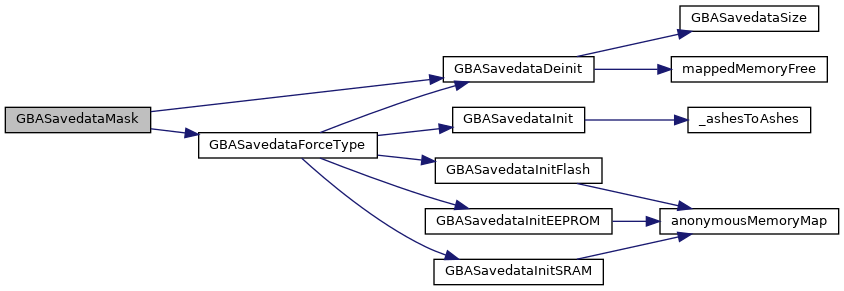 GBASavedataSize
GBASavedataDeinit
mappedMemoryFree
GBASavedataMask
GBASavedataInit
_ashesToAshes
GBASavedataForceType
GBASavedataInitFlash
GBASavedataInitEEPROM
anonymousMemoryMap
GBASavedataInitSRAM